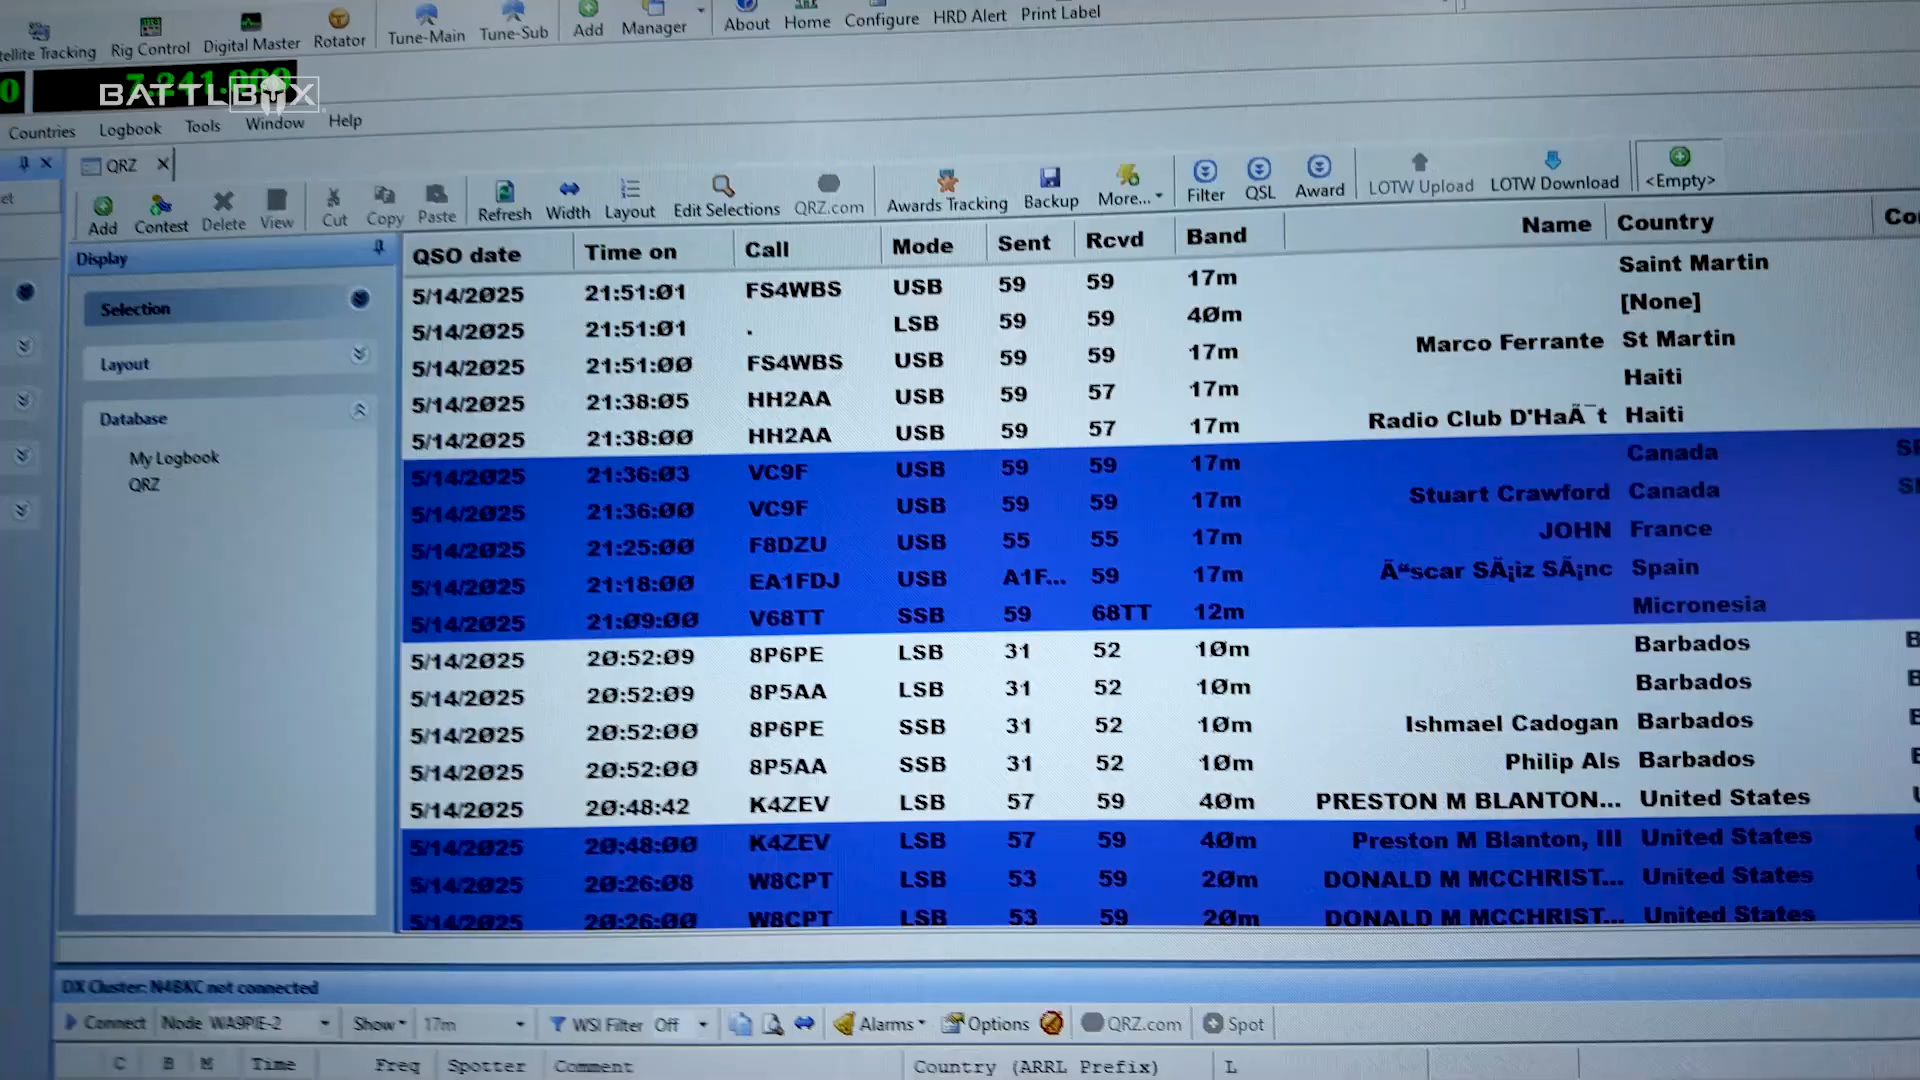 tellite Tracking Rig Control Digital Master Rotator Tune-Main Tune-Sub Add Manager About Home Configure HRD Alert Print Label
0 7.241.000
BATTLBOX
Countries Logbook Tools Window Help
QRZ
et
Add Contest Delete View Cut Copy Paste Refresh Width Layout Edit Selections QRZ.com Awards Tracking Backup More... Filter QSL Award LOTW Upload LOTW Download <Empty>
Display
Selection
Layout
Database
My Logbook
QRZ
QSO date Time on Call Mode Sent Rcvd Band Name Country Co
5/14/2025 21:51:01 FS4WBS USB 59 59 17m Saint Martin
5/14/2025 21:51:01 . LSB 59 59 40m [None]
5/14/2025 21:51:00 FS4WBS USB 59 59 17m Marco Ferrante St Martin
5/14/2025 21:38:05 HH2AA USB 59 57 17m Haiti
5/14/2025 21:38:00 HH2AA USB 59 57 17m Radio Club D'HaÃ¯t Haiti
5/14/2025 21:36:03 VC9F USB 59 59 17m Canada
5/14/2025 21:36:00 VC9F USB 59 59 17m Stuart Crawford Canada
5/14/2025 21:25:00 F8DZU USB 55 55 17m JOHN France
5/14/2025 21:18:00 EA1FDJ USB A1F... 59 17m Ã“scar SÃ¡iz SÃ¡nc Spain
5/14/2025 21:09:00 V68TT SSB 59 68TT 12m Micronesia
5/14/2025 20:52:09 8P6PE LSB 31 52 10m Barbados B
5/14/2025 20:52:09 8P5AA LSB 31 52 10m Barbados B
5/14/2025 20:52:00 8P6PE SSB 31 52 10m Ishmael Cadogan Barbados B
5/14/2025 20:52:00 8P5AA SSB 31 52 10m Philip Als Barbados B
5/14/2025 20:48:42 K4ZEV LSB 57 59 40m PRESTON M BLANTON... United States
5/14/2025 20:48:00 K4ZEV LSB 57 59 40m Preston M Blanton, III United States
5/14/2025 20:26:08 W8CPT LSB 53 59 20m DONALD M MCCHRIST... United States
5/14/2025 20:26:00 W8CPT LSB 53 59 20m DONALD M MCCHRIST... United States
DX Cluster: N4BKC not connected
Connect Node WA9PIE-2 Show 17m WSI Filter Off Alarms Options QRZ.com Spot
C B M Time Freq Spotter Comment Country (ARRL Prefix) L